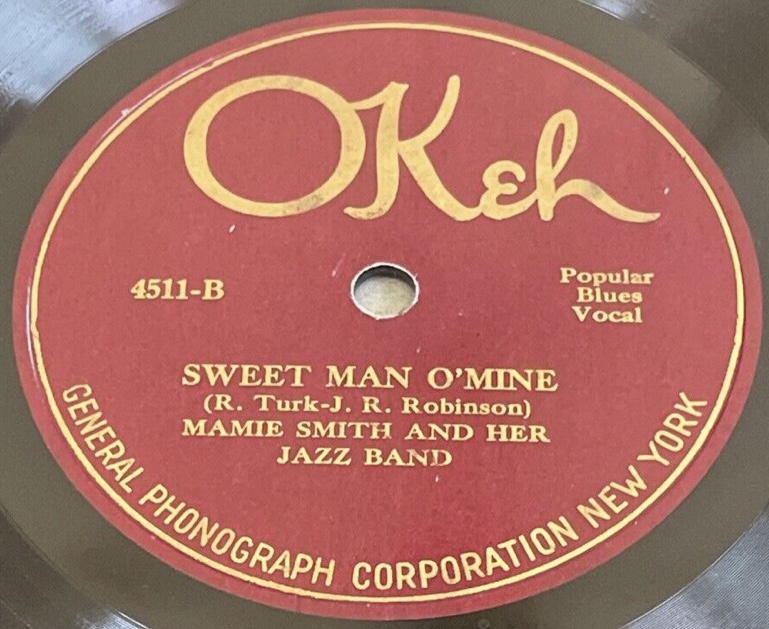 OKeh
4511-B
Popular
Blues
Vocal
SWEET MAN O'MINE
(R. Turk-J. R. Robinson)
MAMIE SMITH AND HER
JAZZ BAND
GENERAL PHONOGRAPH CORPORATION NEW YORK